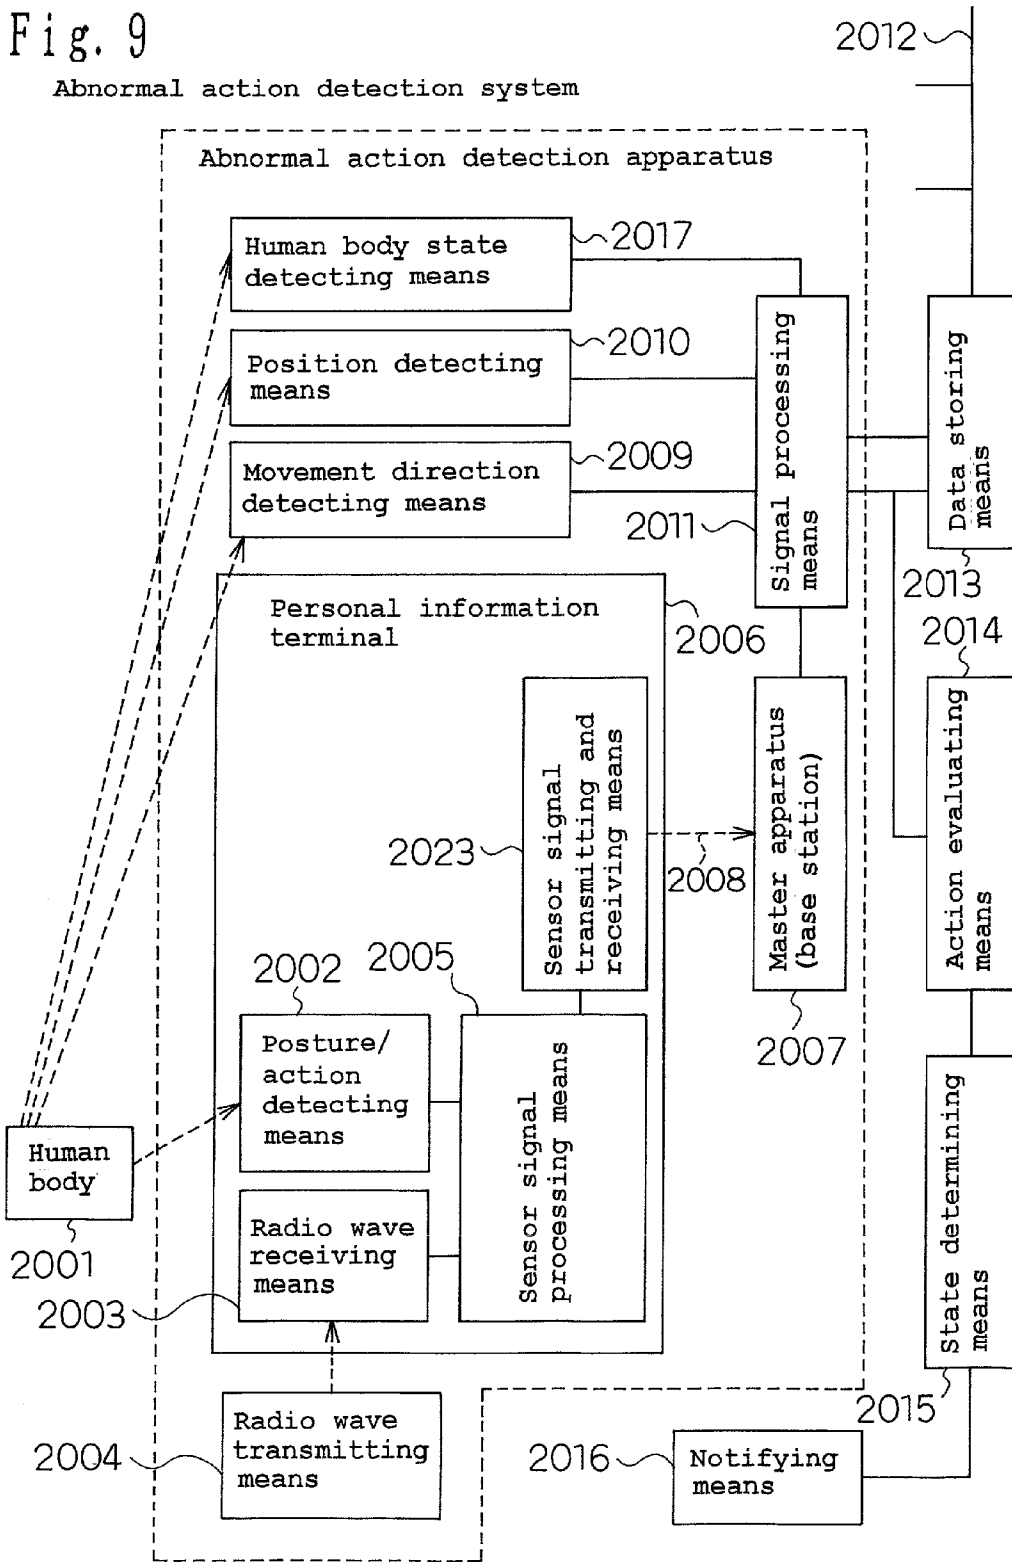 Fig. 9
2012
Abnormal action detection system
Abnormal action detection apparatus
Human body state
detecting means
2017
Position detecting
means
2010
Movement direction
detecting means
2009
Signal processing
means
2011
Data storing
means
2013
Personal information
terminal
2006
2014
Sensor signal
transmitting and
receiving means
2023
2008
Master apparatus
(base station)
2007
Action evaluating
means
2002
2005
Posture/
action
detecting
means
Sensor signal
processing means
Human
body
2001
Radio wave
receiving
means
2003
State determining
means
2015
Radio wave
transmitting
means
2004
2016
Notifying
means